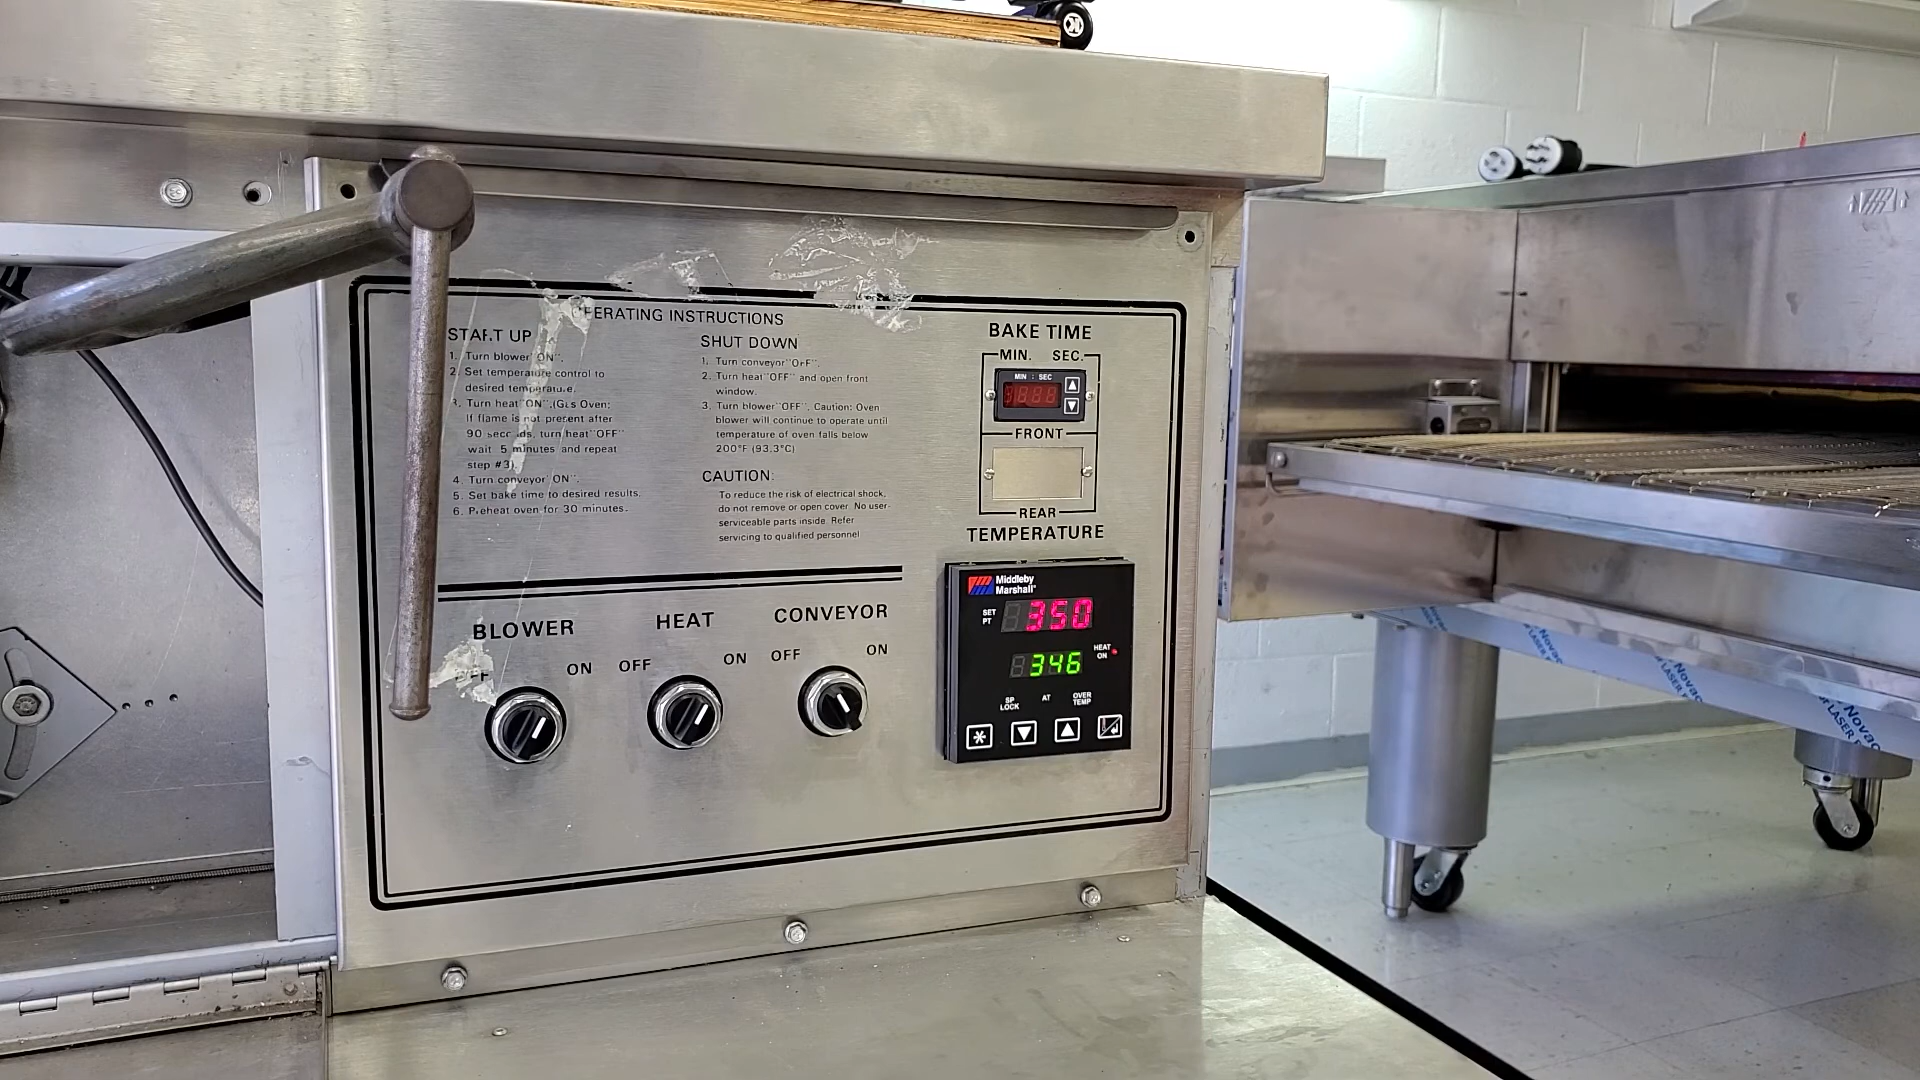 OPERATING INSTRUCTIONS
START UP
1. Turn blower "ON".
2. Set temperature control to
desired temperature.
3. Turn heat "ON". (Gas Oven:
If flame is not present after
90 seconds, turn heat "OFF"
wait 5 minutes and repeat
step #3)
4. Turn conveyor "ON".
5. Set bake time to desired results.
6. Preheat oven for 30 minutes.
SHUT DOWN
1. Turn conveyor "OFF".
2. Turn heat "OFF" and open front
window.
3. Turn blower "OFF". Caution: Oven
blower will continue to operate until
temperature of oven falls below
200°F (93.3°C)
CAUTION:
To reduce the risk of electrical shock,
do not remove or open cover. No user-
serviceable parts inside. Refer
servicing to qualified personnel
BAKE TIME
MIN. SEC.
MIN : SEC
FRONT
REAR
TEMPERATURE
Middleby
Marshall
SET
PT
350
346
HEAT
ON
SP
LOCK
AT
OVER
TEMP
BLOWER
OFF ON
HEAT
OFF ON
CONVEYOR
OFF ON
Novac
LASER
Novac
LASER
Novac
LASER